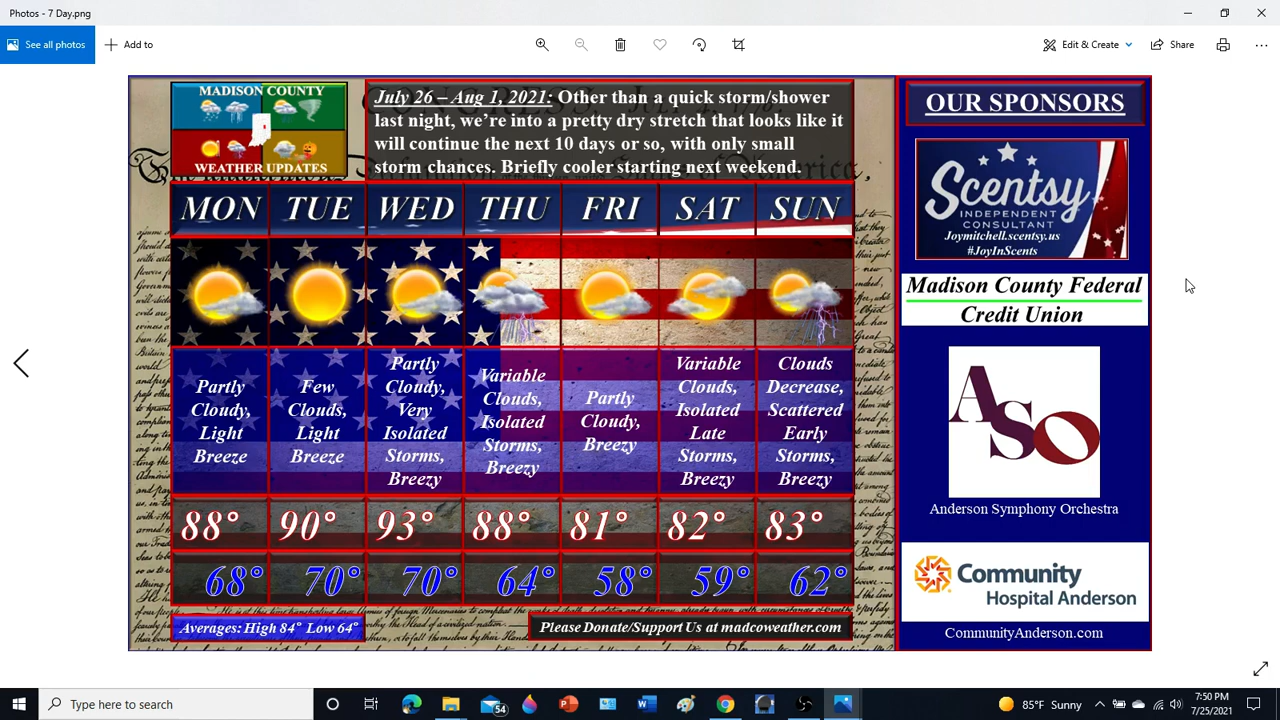 Photos - 7 Day.png
See all photos
Add to
Edit & Create
Share
MADISON COUNTY
WEATHER UPDATES
July 26 – Aug 1, 2021: Other than a quick storm/shower
last night, we're into a pretty dry stretch that looks like it
will continue the next 10 days or so, with only small
storm chances. Briefly cooler starting next weekend.
MON TUE WED THU FRI SAT SUN
Partly
Cloudy,
Light
Breeze
Few
Clouds,
Light
Breeze
Partly
Cloudy,
Very
Isolated
Storms,
Breezy
Variable
Clouds,
Isolated
Storms,
Breezy
Partly
Cloudy,
Breezy
Variable
Clouds,
Isolated
Late
Storms,
Breezy
Clouds
Decrease,
Scattered
Early
Storms,
Breezy
88° 90° 93° 88° 81° 82° 83°
68° 70° 70° 64° 58° 59° 62°
Averages: High 84° Low 64°
Please Donate/Support Us at madcoweather.com
OUR SPONSORS
Scentsy
INDEPENDENT
CONSULTANT
Joymitchell.scentsy.us
#JoyInScents
Madison County Federal
Credit Union
ASO
Anderson Symphony Orchestra
Community
Hospital Anderson
CommunityAnderson.com
Type here to search
54
85°F Sunny
7:50 PM
7/25/2021